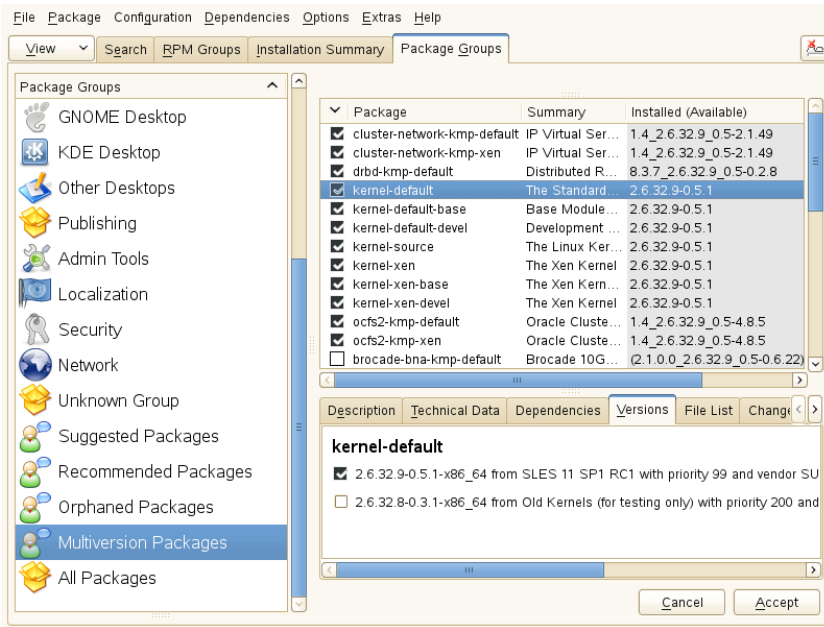 File Package Configuration Dependencies Options Extras Help
View Search RPM Groups Installation Summary Package Groups
Package Groups
GNOME Desktop
KDE Desktop
Other Desktops
Publishing
Admin Tools
Localization
Security
Network
Unknown Group
Suggested Packages
Recommended Packages
Orphaned Packages
Multiversion Packages
All Packages
Package Summary Installed (Available)
cluster-network-kmp-default IP Virtual Ser... 1.4_2.6.32.9_0.5-2.1.49
cluster-network-kmp-xen IP Virtual Ser... 1.4_2.6.32.9_0.5-2.1.49
drbd-kmp-default Distributed R... 8.3.7_2.6.32.9_0.5-0.2.8
kernel-default The Standard... 2.6.32.9-0.5.1
kernel-default-base Base Module... 2.6.32.9-0.5.1
kernel-default-devel Development ... 2.6.32.9-0.5.1
kernel-source The Linux Ker... 2.6.32.9-0.5.1
kernel-xen The Xen Kernel 2.6.32.9-0.5.1
kernel-xen-base The Xen Kern... 2.6.32.9-0.5.1
kernel-xen-devel The Xen Kernel 2.6.32.9-0.5.1
ocfs2-kmp-default Oracle Cluste... 1.4_2.6.32.9_0.5-4.8.5
ocfs2-kmp-xen Oracle Cluste... 1.4_2.6.32.9_0.5-4.8.5
brocade-bna-kmp-default Brocade 10G... (2.1.0.0_2.6.32.9_0.5-0.6.22)
Description Technical Data Dependencies Versions File List Change
kernel-default
2.6.32.9-0.5.1-x86_64 from SLES 11 SP1 RC1 with priority 99 and vendor SU
2.6.32.8-0.3.1-x86_64 from Old Kernels (for testing only) with priority 200 and
Cancel Accept